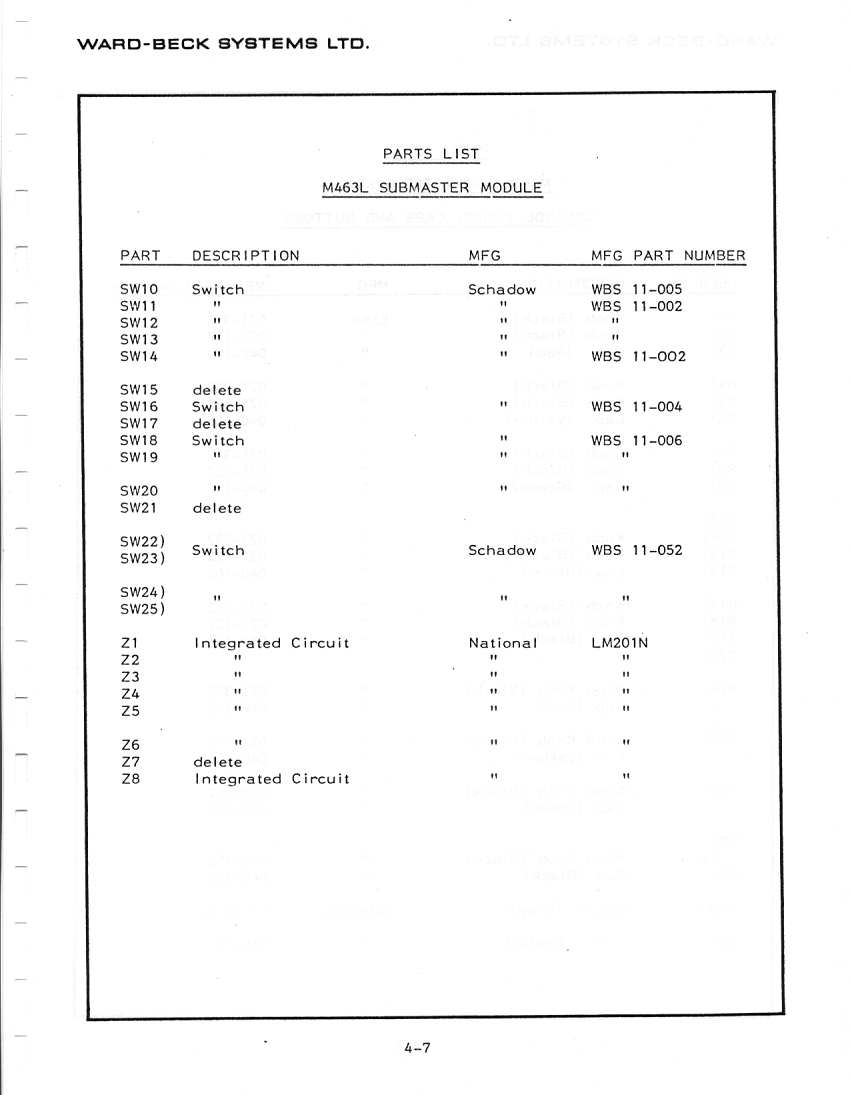 WARD-BECK SYSTEMS LTD.
PARTS LIST
M463L SUBMASTER MODULE
PART DESCRIPTION MFG MFG PART NUMBER
SW10 Switch Schadow WBS 11-005
SW11 " " WBS 11-002
SW12 " " "
SW13 " " "
SW14 " " WBS 11-002
SW15 delete
SW16 Switch " WBS 11-004
SW17 delete
SW18 Switch " WBS 11-006
SW19 " " "
SW20 " " "
SW21 delete
SW22)
SW23) Switch Schadow WBS 11-052
SW24)
SW25) " " "
Z1 Integrated Circuit National LM201N
Z2 " " "
Z3 " " "
Z4 " " "
Z5 " " "
Z6 " " "
Z7 delete
Z8 Integrated Circuit " "
4-7